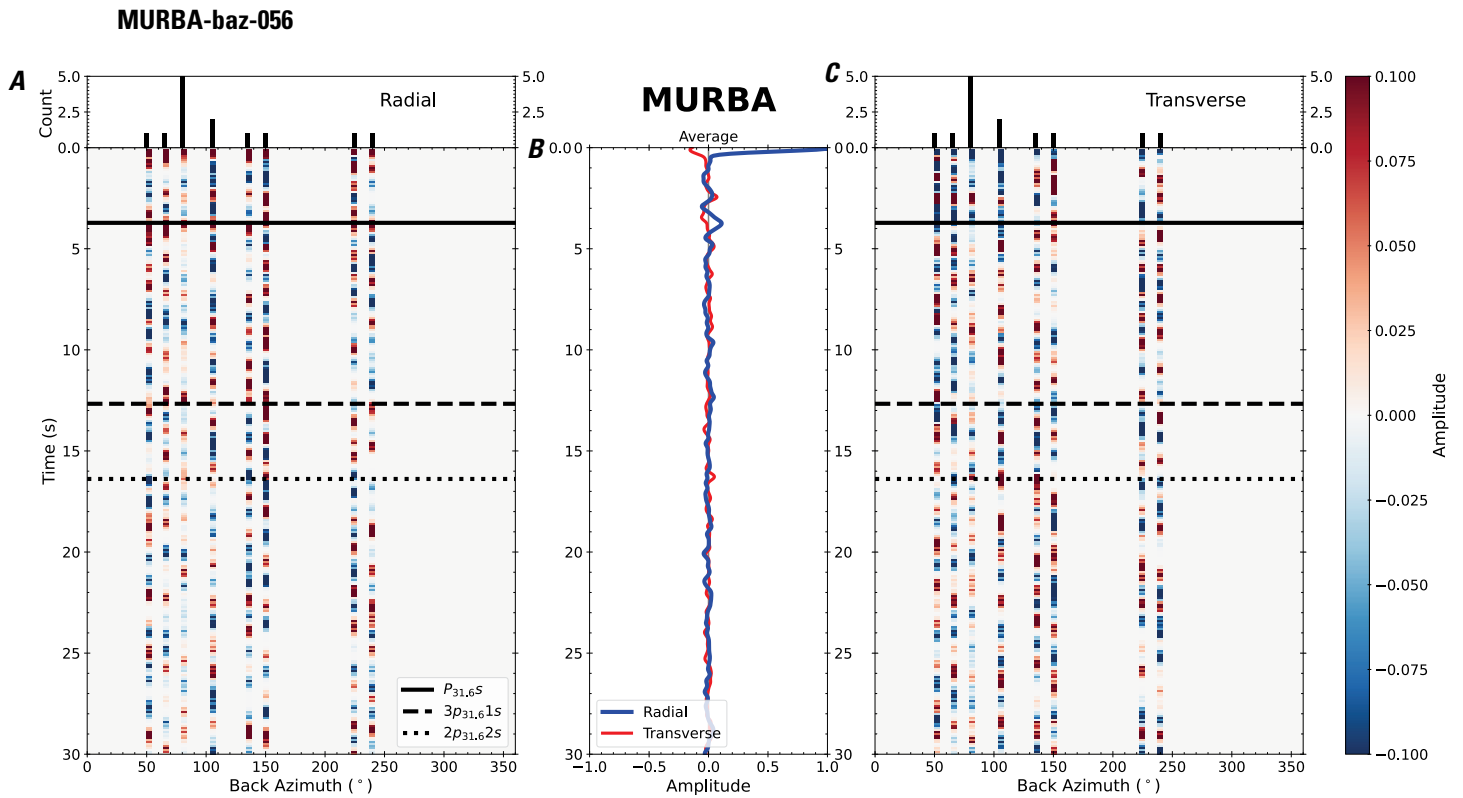 MURBA-baz-056
A
5.0
2.5
0.0
Count
Radial
5.0
2.5
0.0
MURBA
Average
B
C
5.0
2.5
0.0
Transverse
5.0
2.5
0.0
0.100
0.075
0.050
0.025
0.000
−0.025
−0.050
−0.075
−0.100
Amplitude
Time (s)
5
10
15
20
25
30
P31.6s
3p31.61s
2p31.62s
0 50 100 150 200 250 300 350
Back Azimuth (°)
0
5
10
15
20
25
30
Radial
Transverse
−1.0 −0.5 0.0 0.5 1.0
Amplitude
0
5
10
15
20
25
30
0 50 100 150 200 250 300 350
Back Azimuth (°)